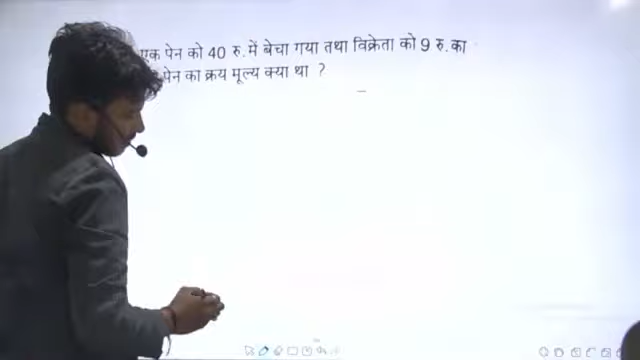 एक पेन को 40 रु. में बेचा गया तथा विक्रेता को 9 रु. का
पेन का क्रय मूल्य क्या था ?